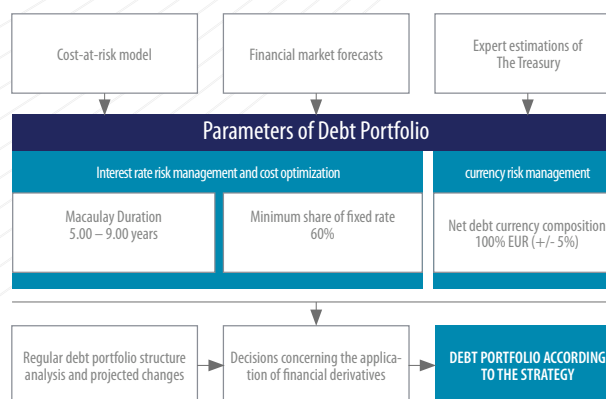 Cost-at-risk model
Financial market forecasts
Expert estimations of
The Treasury
Parameters of Debt Portfolio
Interest rate risk management and cost optimization
currency risk management
Macaulay Duration
5.00 – 9.00 years
Minimum share of fixed rate
60%
Net debt currency composition
100% EUR (+/- 5%)
Regular debt portfolio structure
analysis and projected changes
Decisions concerning the applica-
tion of financial derivatives
DEBT PORTFOLIO ACCORDING
TO THE STRATEGY